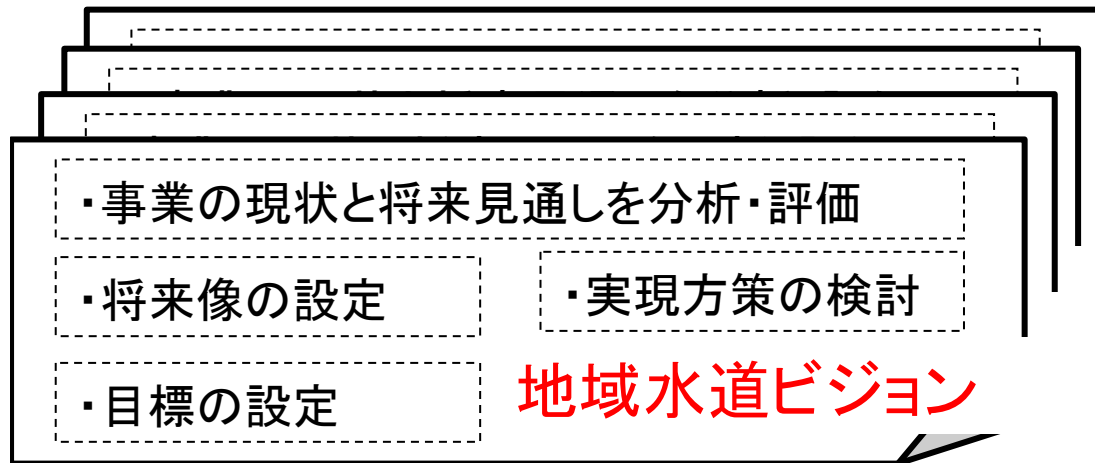 ・事業の現状と将来見通しを分析・評価
・将来像の設定
・実現方策の検討
・目標の設定
地域水道ビジョン